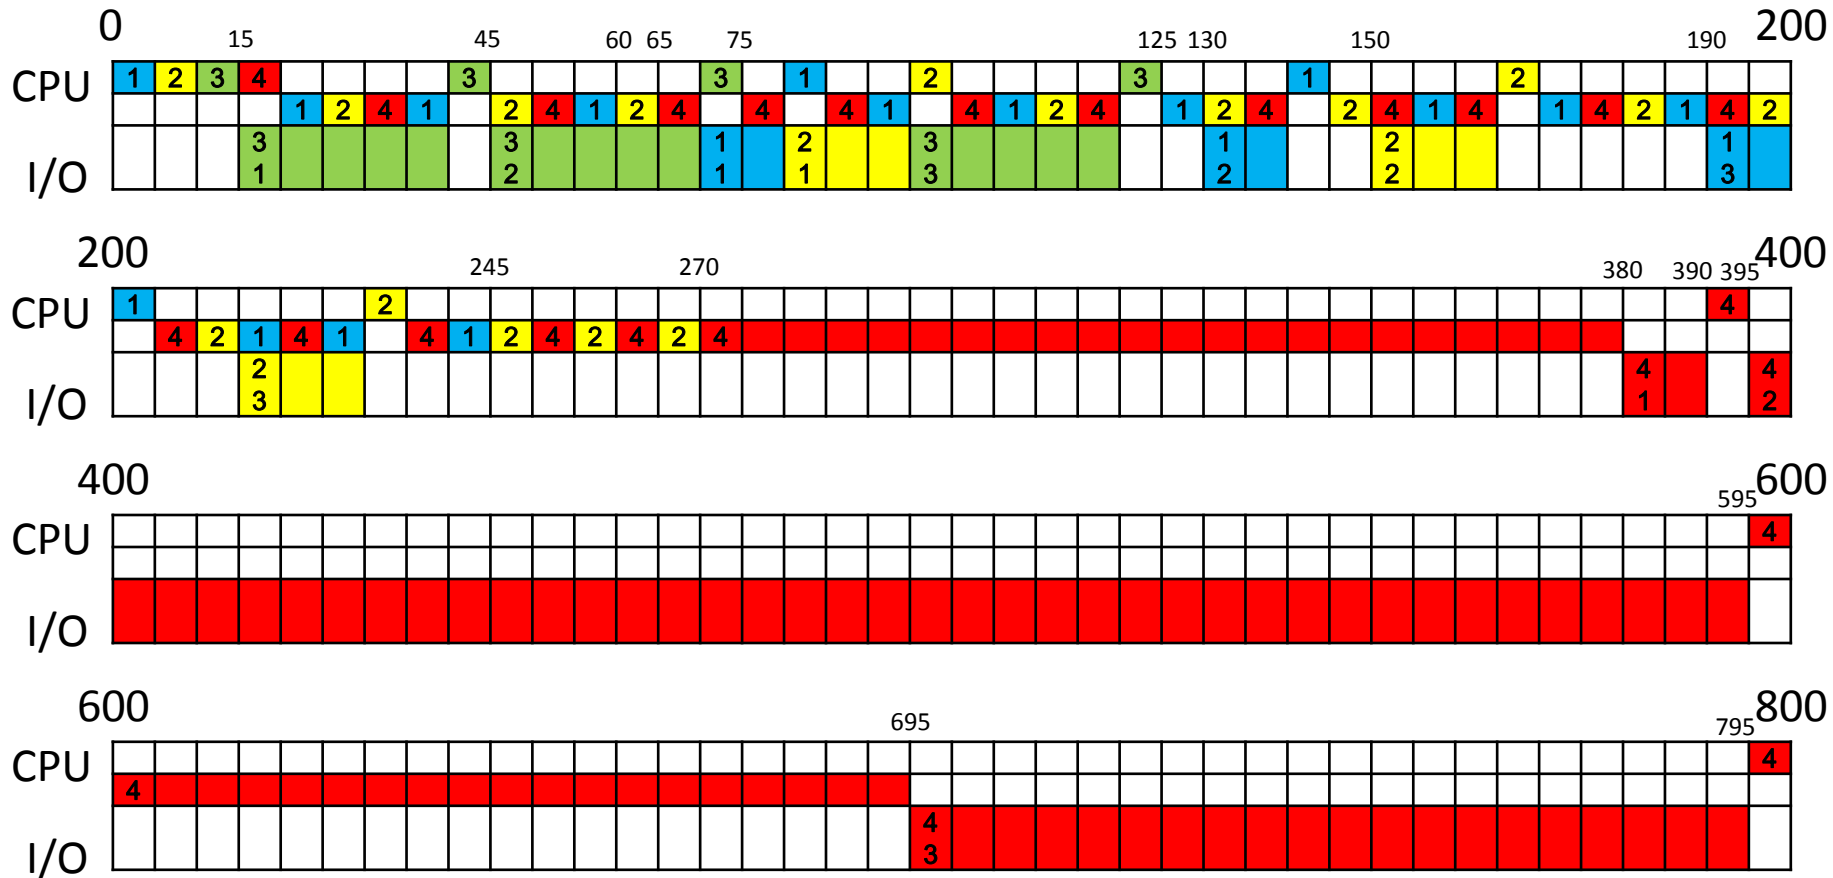 0 200
15 45 60 65 75 125 130 150 190
CPU 1 2 3 4 3 3 1 2 3 1 2
1 2 4 1 2 4 1 2 4 4 4 1 4 1 2 4 1 2 4 2 4 1 4 1 4 2 1 4 2
3 3 1 2 3 1 2 1
I/O 1 2 1 1 3 2 2 3
200 400
245 270 380 390 395
CPU 1 2 4
4 2 1 4 1 4 1 2 4 2 4 2 4
2 4 4
I/O 3 1 2
400 600
595
CPU 4
I/O
600 800
695 795
CPU 4
4
4
I/O 3